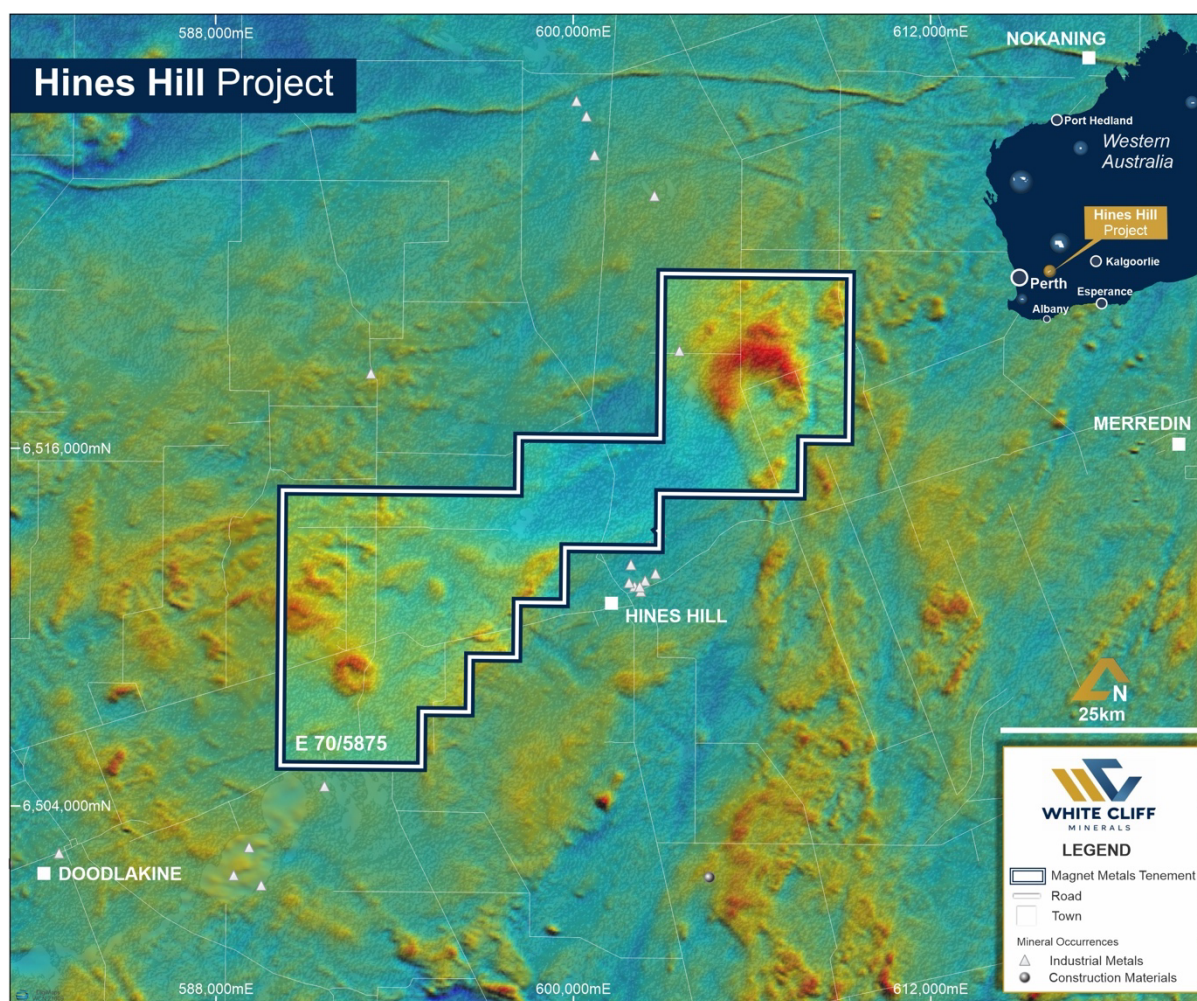 588,000mE
600,000mE
612,000mE
NOKANING
Hines Hill Project
Port Hedland
Western
Australia
Hines Hill
Project
Kalgoorlie
Perth
Esperance
Albany
6,516,000mN
MERREDIN
HINES HILL
N
25km
E 70/5875
6,504,000mN
DOODLAKINE
WHITE CLIFF
MINERALS
LEGEND
Magnet Metals Tenement
Road
Town
Mineral Occurrences
Industrial Metals
Construction Materials
588,000mE
600,000mE
612,000mE